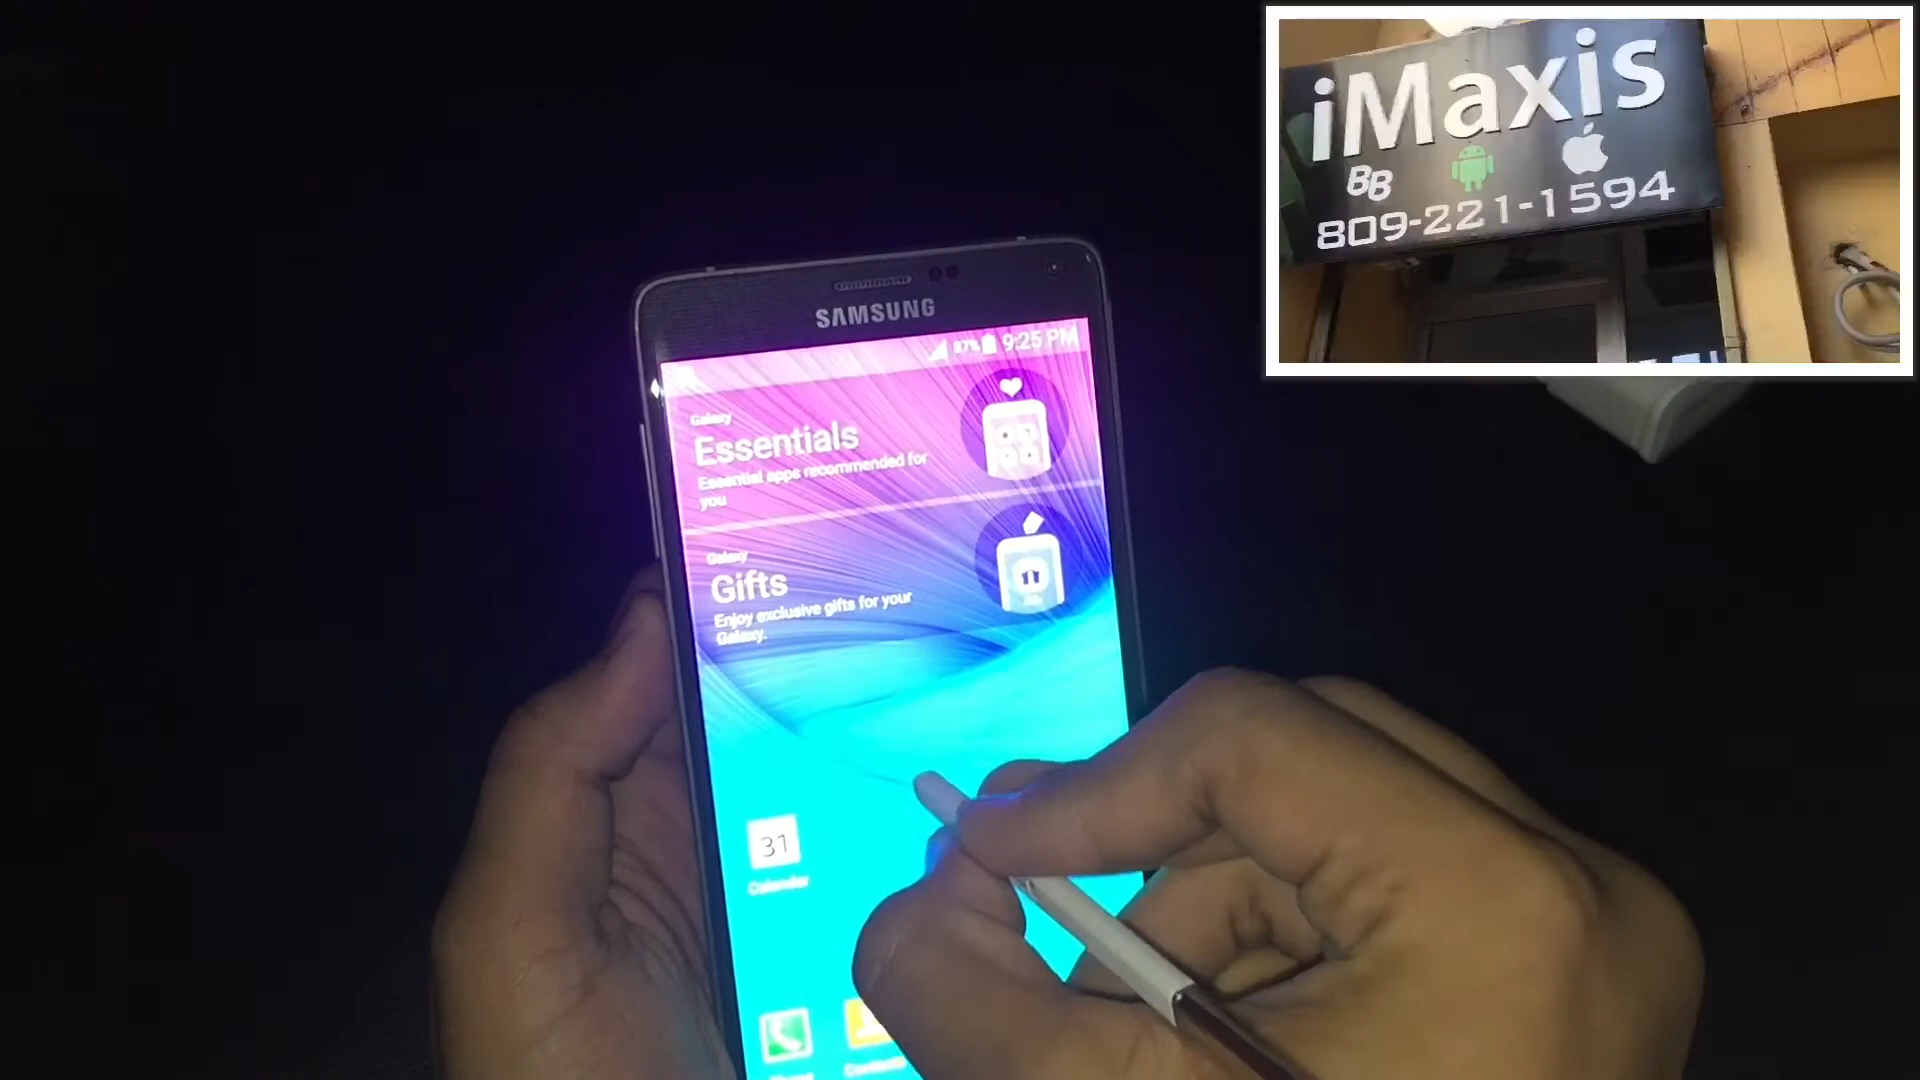 iMaxis
BB
809-221-1594
SAMSUNG
87% 9:25 PM
Galaxy
Essentials
Essential apps recommended for
you
Galaxy
Gifts
Enjoy exclusive gifts for your
Galaxy.
31
Calendar